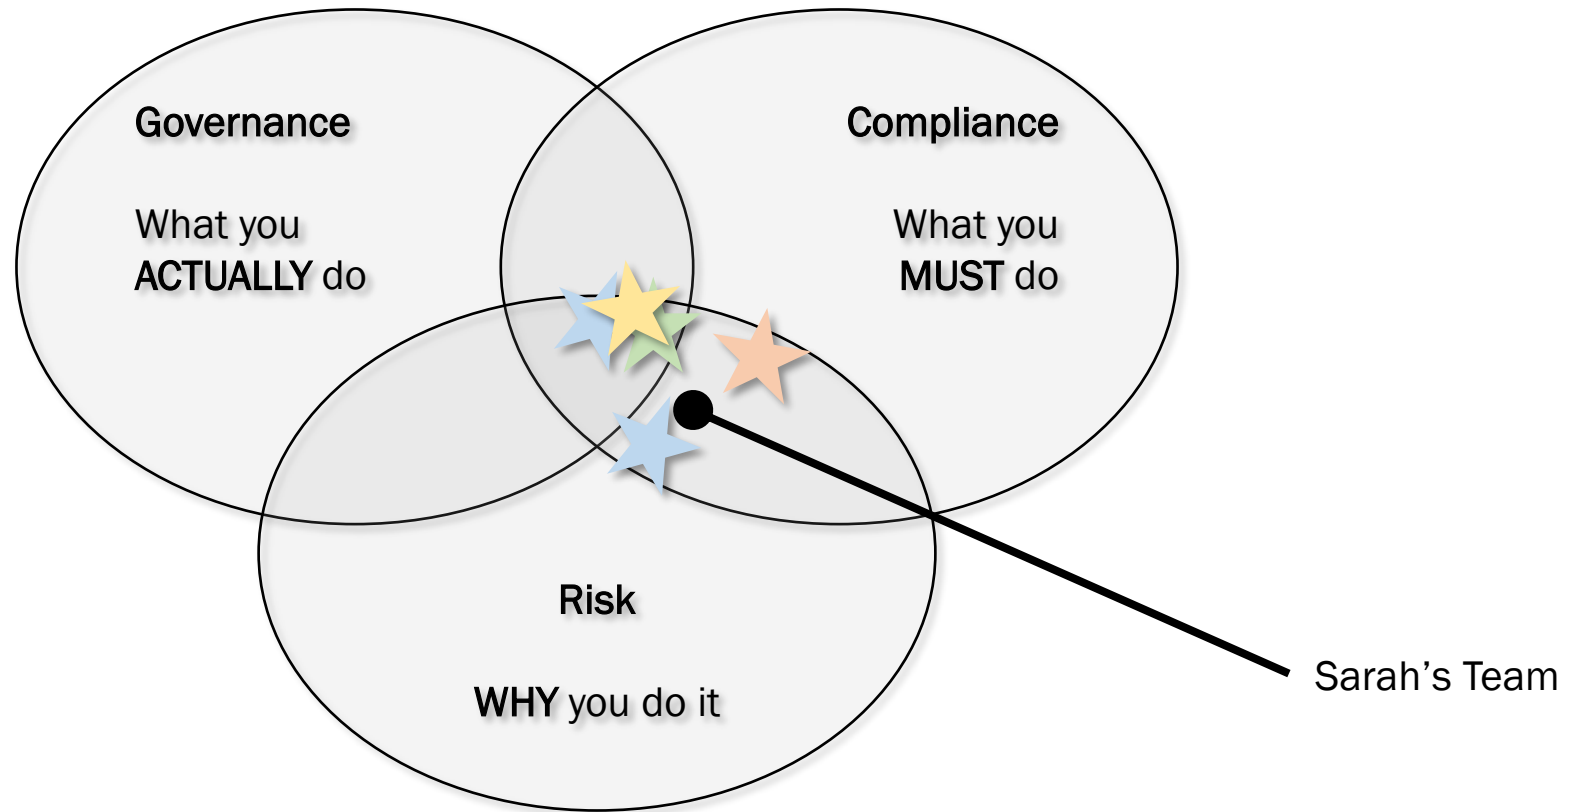 Governance
What you
ACTUALLY do
Compliance
What you
MUST do
Risk
WHY you do it
Sarah’s Team